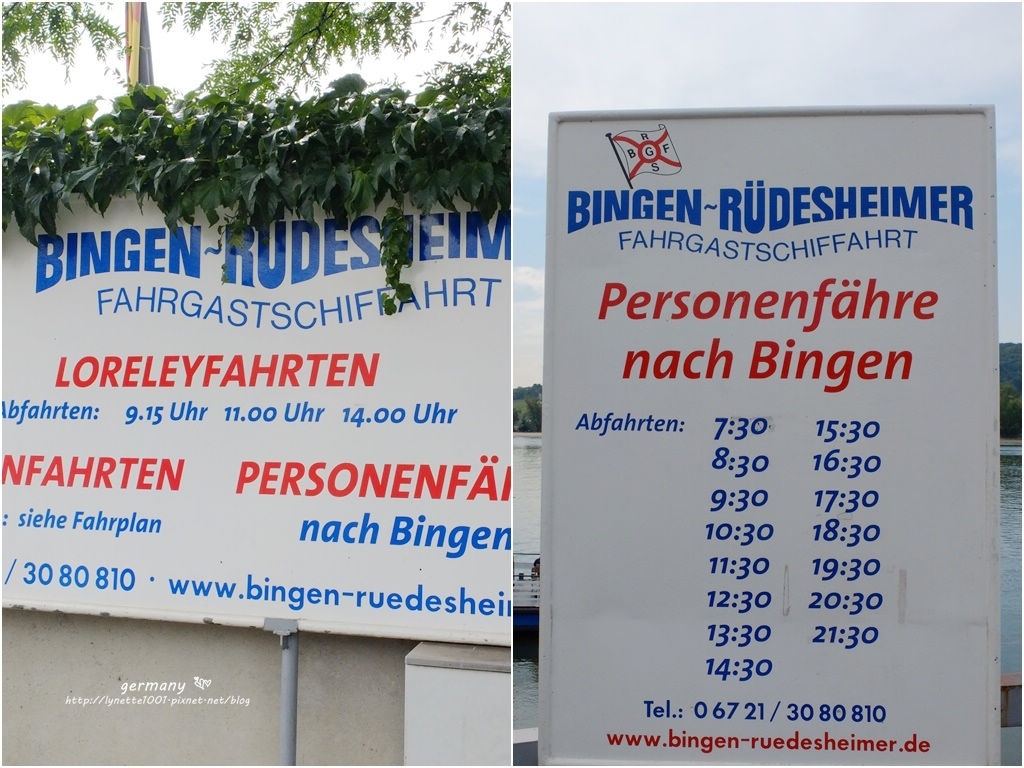 BINGEN~RÜDESHEIM
FAHRGASTSCHIFFAHRT
LORELEYFAHRTEN
Abfahrten: 9.15 Uhr 11.00 Uhr 14.00 Uhr
NFAHRTEN PERSONENFÄ
: siehe Fahrplan nach Bingen
/ 30 80 810 · www.bingen-ruedeshei
germany
http://lynette1001.pixnet.net/blog
R
B G F
S
BINGEN~RÜDESHEIMER
FAHRGASTSCHIFFAHRT
Personenfähre
nach Bingen
Abfahrten: 7:30 15:30
8:30 16:30
9:30 17:30
10:30 18:30
11:30 19:30
12:30 20:30
13:30 21:30
14:30
Tel.: 0 67 21 / 30 80 810
www.bingen-ruedesheimer.de